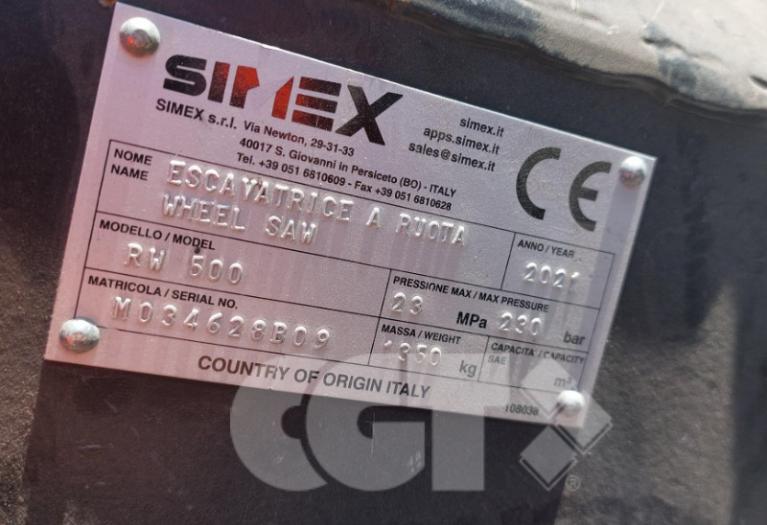 SIMEX
SIMEX s.r.l. Via Newton, 29-31-33
40017 S. Giovanni in Persiceto (BO) - ITALY
Tel. +39 051 6810609 - Fax +39 051 6810628
simex.it
apps.simex.it
sales@simex.it
CE
NOME
NAME
ESCAVATRICE A RUOTA
WHEEL SAW
ANNO / YEAR
2021
MODELLO / MODEL
RW 500
PRESSIONE MAX / MAX PRESSURE
23 MPa 230 bar
MATRICOLA / SERIAL NO.
M034628B09
MASSA / WEIGHT
1350 kg
CAPACITA' / CAPACITY
SAE
m³
COUNTRY OF ORIGIN ITALY
CGT
®